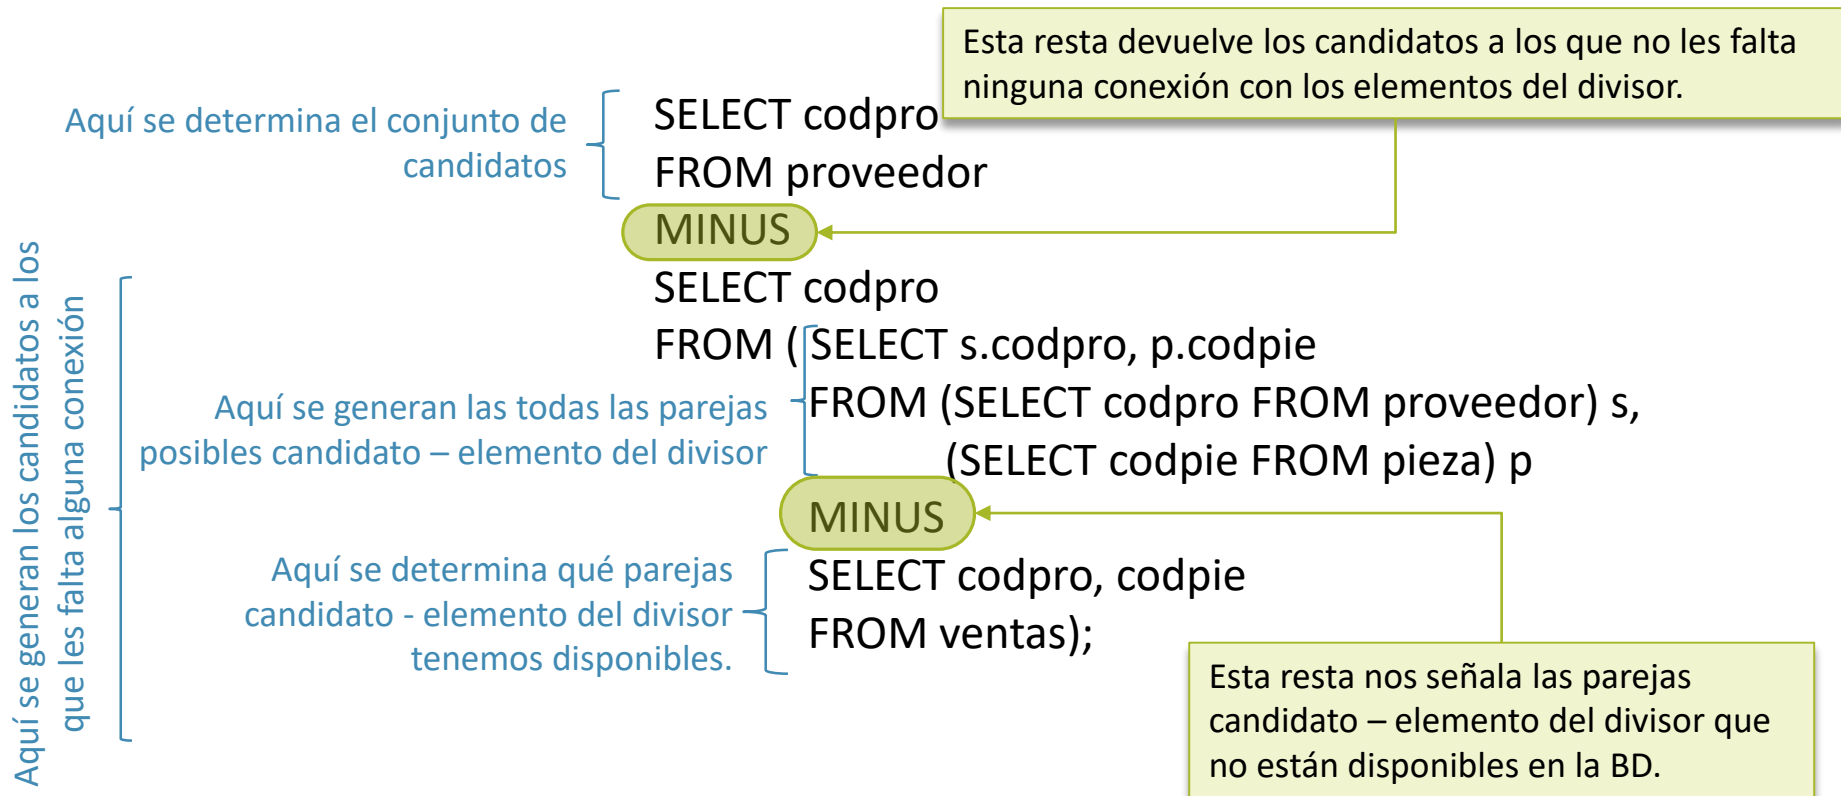 Esta resta devuelve los candidatos a los que no les falta
ninguna conexión con los elementos del divisor.
Aquí se determina el conjunto de
candidatos
SELECT codpro
FROM proveedor
MINUS
SELECT codpro
FROM ( SELECT s.codpro, p.codpie
FROM (SELECT codpro FROM proveedor) s,
(SELECT codpie FROM pieza) p
MINUS
SELECT codpro, codpie
FROM ventas);
Aquí se generan los candidatos a los
que les falta alguna conexión
Aquí se generan las todas las parejas
posibles candidato – elemento del divisor
Aquí se determina qué parejas
candidato - elemento del divisor
tenemos disponibles.
Esta resta nos señala las parejas
candidato – elemento del divisor que
no están disponibles en la BD.